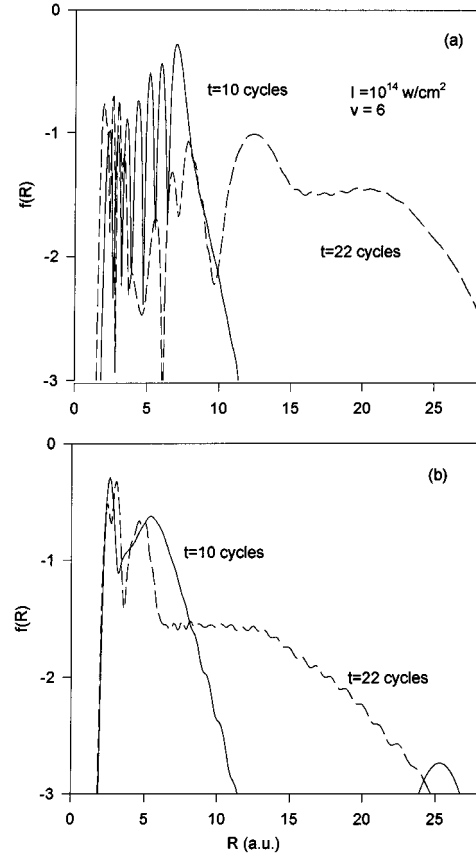 0
(a)
t=10 cycles
I =10¹⁴ w/cm²
v = 6
-1
f(R)
-2
t=22 cycles
-3
0 5 10 15 20 25
0
(b)
t=10 cycles
-1
f(R)
t=22 cycles
-2
-3
0 5 10 15 20 25
R (a.u.)